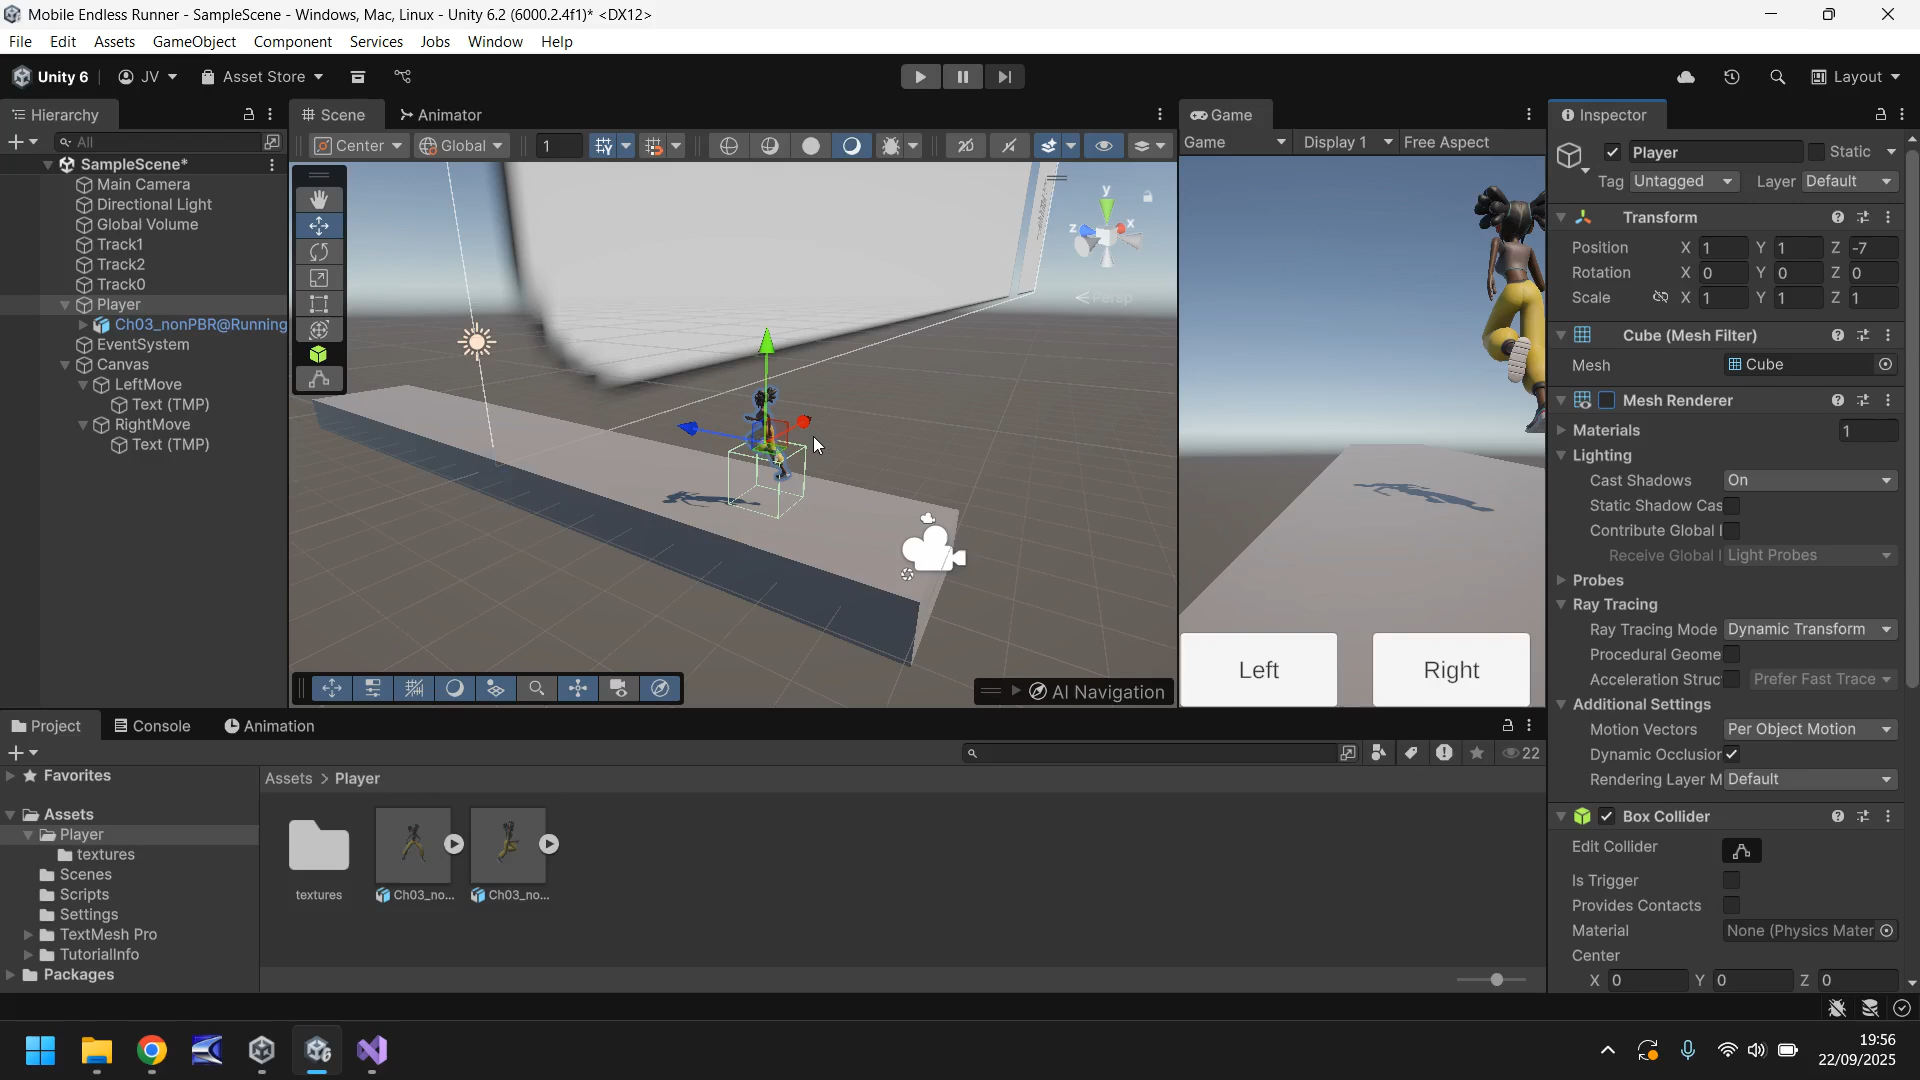 Mobile Endless Runner - SampleScene - Windows, Mac, Linux - Unity 6.2 (6000.2.4f1)* <DX12>
File Edit Assets GameObject Component Services Jobs Window Help
Unity 6 JV Asset Store Layout
Hierarchy
All
SampleScene*
Main Camera
Directional Light
Global Volume
Track1
Track2
Track0
Player
Ch03_nonPBR@Running
EventSystem
Canvas
LeftMove
Text (TMP)
RightMove
Text (TMP)
Scene Animator
Center Global 1 2D
y
x
z
Persp
AI Navigation
Game
Game Display 1 Free Aspect
Left Right
Inspector
Player Static
Tag Untagged Layer Default
Transform
Position X 1 Y 1 Z -7
Rotation X 0 Y 0 Z 0
Scale X 1 Y 1 Z 1
Cube (Mesh Filter)
Mesh Cube
Mesh Renderer
Materials 1
Lighting
Cast Shadows On
Static Shadow Cas
Contribute Global I
Receive Global I Light Probes
Probes
Ray Tracing
Ray Tracing Mode Dynamic Transform
Procedural Geome
Acceleration Struc Prefer Fast Trace
Additional Settings
Motion Vectors Per Object Motion
Dynamic Occlusion
Rendering Layer M Default
Box Collider
Edit Collider
Is Trigger
Provides Contacts
Material None (Physics Mater
Center
X 0 Y 0 Z 0
Project Console Animation
22
Favorites
Assets
Player
textures
Scenes
Scripts
Settings
TextMesh Pro
TutorialInfo
Packages
Assets > Player
textures Ch03_no... Ch03_no...
19:56
22/09/2025